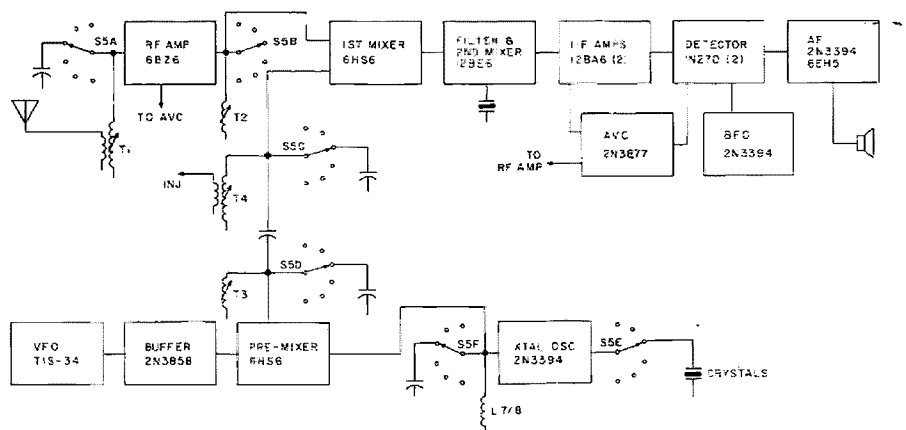 S5A
RF AMP
6BZ6
S5B
1ST MIXER
6HS6
FILTER &
2ND MIXER
12BE6
I-F AMPS
12BA6 (2)
DETECTOR
1N270 (2)
AF
2N3394
6EH5
TO AVC
T1
T2
S5C
INJ
T4
TO
RF AMP
AVC
2N3877
BFO
2N3394
T3
S5D
VFO
TIS-34
BUFFER
2N3858
PRE-MIXER
6HS6
S5F
XTAL OSC
2N3394
S5E
CRYSTALS
L 7/8